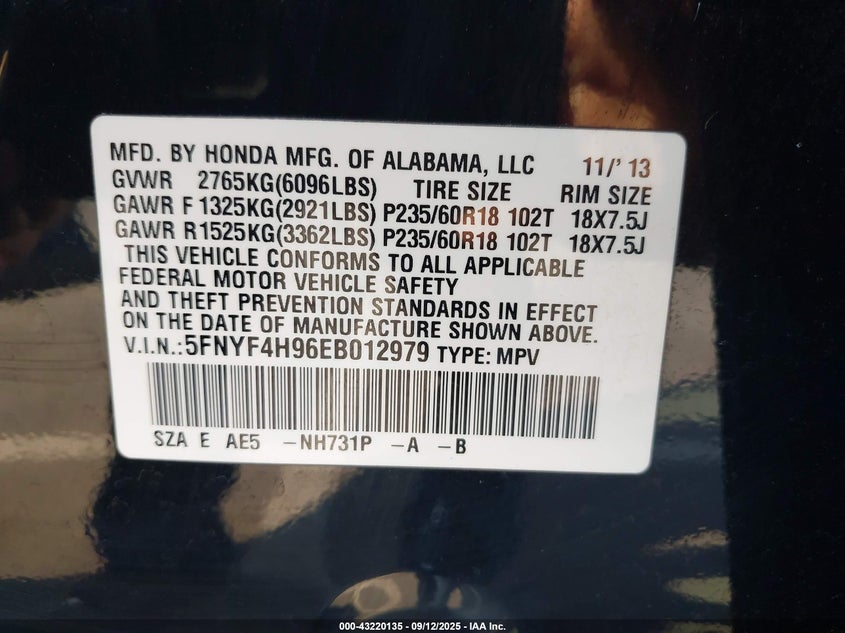 MFD. BY HONDA MFG. OF ALABAMA, LLC 11/' 13
GVWR 2765KG(6096LBS) TIRE SIZE RIM SIZE
GAWR F 1325KG(2921LBS) P235/60R18 102T 18X7.5J
GAWR R1525KG(3362LBS) P235/60R18 102T 18X7.5J
THIS VEHICLE CONFORMS TO ALL APPLICABLE
FEDERAL MOTOR VEHICLE SAFETY
AND THEFT PREVENTION STANDARDS IN EFFECT
ON THE DATE OF MANUFACTURE SHOWN ABOVE.
V.I.N.:5FNYF4H96EB012979 TYPE: MPV
SZA E AE5 -NH731P -A -B
000-43220135 - 09/12/2025 - IAA Inc.